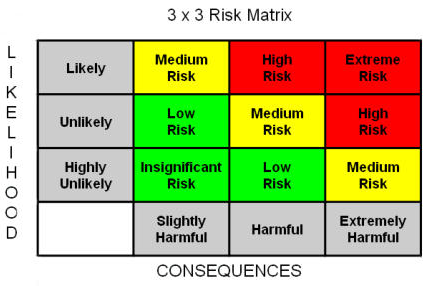 3 x 3 Risk Matrix
LIKELIHOOD
Likely
Medium
Risk
High
Risk
Extreme
Risk
Unlikely
Low
Risk
Medium
Risk
High
Risk
Highly
Unlikely
Insignificant
Risk
Low
Risk
Medium
Risk
Slightly
Harmful
Harmful
Extremely
Harmful
CONSEQUENCES